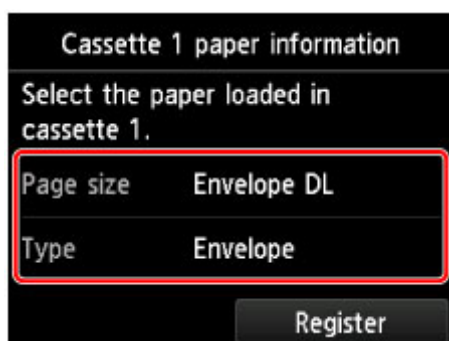 Cassette 1 paper information
Select the paper loaded in
cassette 1.
Page size Envelope DL
Type Envelope
Register